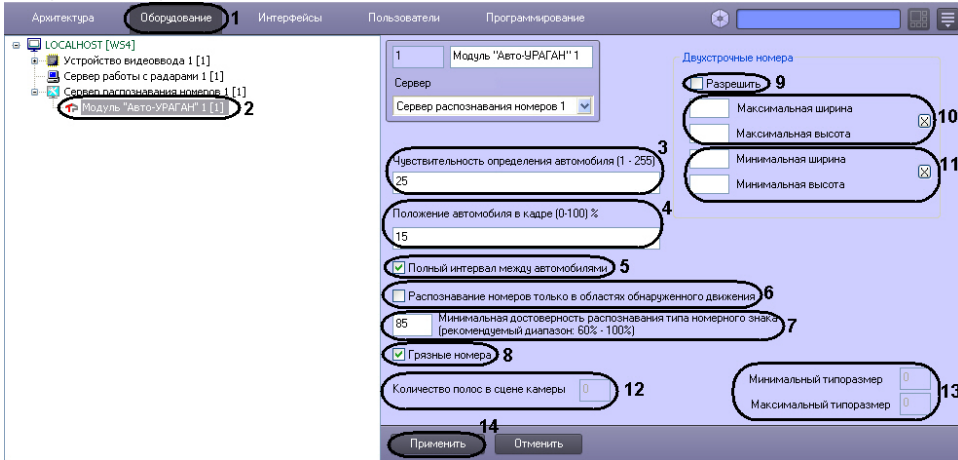 Архитектура Оборудование 1 Интерфейсы Пользователи Программирование
LOCALHOST [WS4]
Устройство видеоввода 1 [1]
Сервер работы с радарами 1 [1]
Сервер распознавания номеров 1 [1]
Модуль "Авто-УРАГАН" 1 [1] 2
1 Модуль "Авто-УРАГАН" 1
Сервер
Сервер распознавания номеров 1
3
Чувствительность определения автомобиля (1 - 255)
25
4
Положение автомобиля в кадре (0-100) %
15
Полный интервал между автомобилями 5
Распознавание номеров только в областях обнаруженного движения 6
85 Минимальная достоверность распознавания типа номерного знака
(рекомендуемый диапазон: 60% - 100%) 7
Грязные номера 8
Количество полос в сцене камеры 0 12
Двухстрочные номера
Разрешить 9
Максимальная ширина
10
Максимальная высота
Минимальная ширина
11
Минимальная высота
Минимальный типоразмер 0
13
Максимальный типоразмер 0
14
Применить Отменить